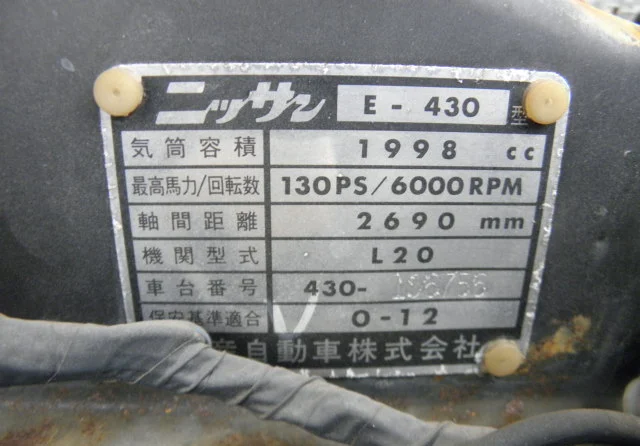 ニッサン E - 430 型
気筒容積 1998 cc
最高馬力/回転数 130PS/6000RPM
軸間距離 2690 mm
機関型式 L20
車台番号 430-
保安基準適合 0-12
産自動車株式会社